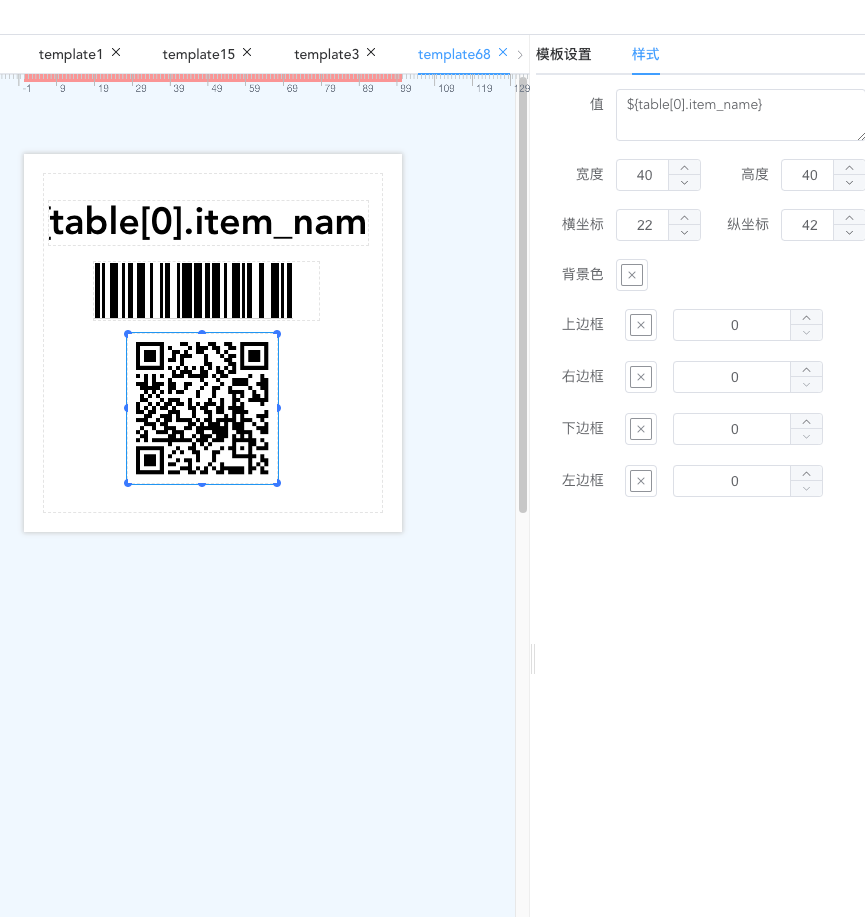 template1 template15 template3 template68
模板设置 样式
-1 9 19 29 39 49 59 69 79 89 99 109 119 129
值 ${table[0].item_name}
宽度 40 高度 40
横坐标 22 纵坐标 42
table[0].item_nam
背景色
上边框 0
右边框 0
下边框 0
左边框 0